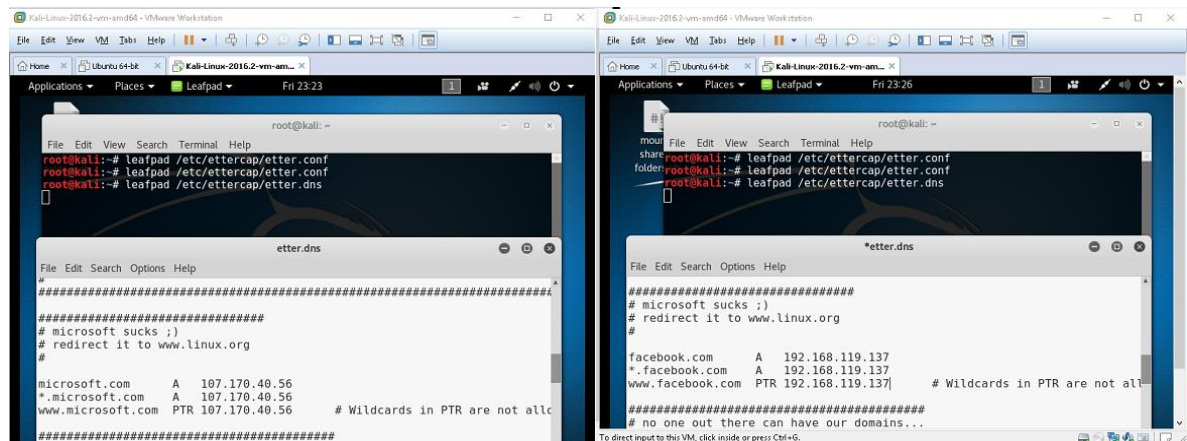 Kali-Linux-2016.2-vm-amd64 - VMware Workstation
File Edit View VM Tabs Help
Home Ubuntu 64-bit Kali-Linux-2016.2-vm-am...
Applications Places Leafpad Fri 23:23 1
root@kali: ~
File Edit View Search Terminal Help
root@kali:~# leafpad /etc/ettercap/etter.conf
root@kali:~# leafpad /etc/ettercap/etter.conf
root@kali:~# leafpad /etc/ettercap/etter.dns
etter.dns
File Edit Search Options Help
#
############################################################################
################################
# microsoft sucks ;)
# redirect it to www.linux.org
#
microsoft.com A 107.170.40.56
*.microsoft.com A 107.170.40.56
www.microsoft.com PTR 107.170.40.56 # Wildcards in PTR are not allo
##########################################
Kali-Linux-2016.2-vm-amd64 - VMware Workstation
File Edit View VM Tabs Help
Home Ubuntu 64-bit Kali-Linux-2016.2-vm-am...
Applications Places Leafpad Fri 23:26 1
moun
share
folder
root@kali: ~
File Edit View Search Terminal Help
root@kali:~# leafpad /etc/ettercap/etter.conf
root@kali:~# leafpad /etc/ettercap/etter.conf
root@kali:~# leafpad /etc/ettercap/etter.dns
*etter.dns
File Edit Search Options Help
################################
# microsoft sucks ;)
# redirect it to www.linux.org
#
facebook.com A 192.168.119.137
*.facebook.com A 192.168.119.137
www.facebook.com PTR 192.168.119.137 # Wildcards in PTR are not all
##########################################
# no one out there can have our domains...
To direct input to this VM, click inside or press Ctrl+G.